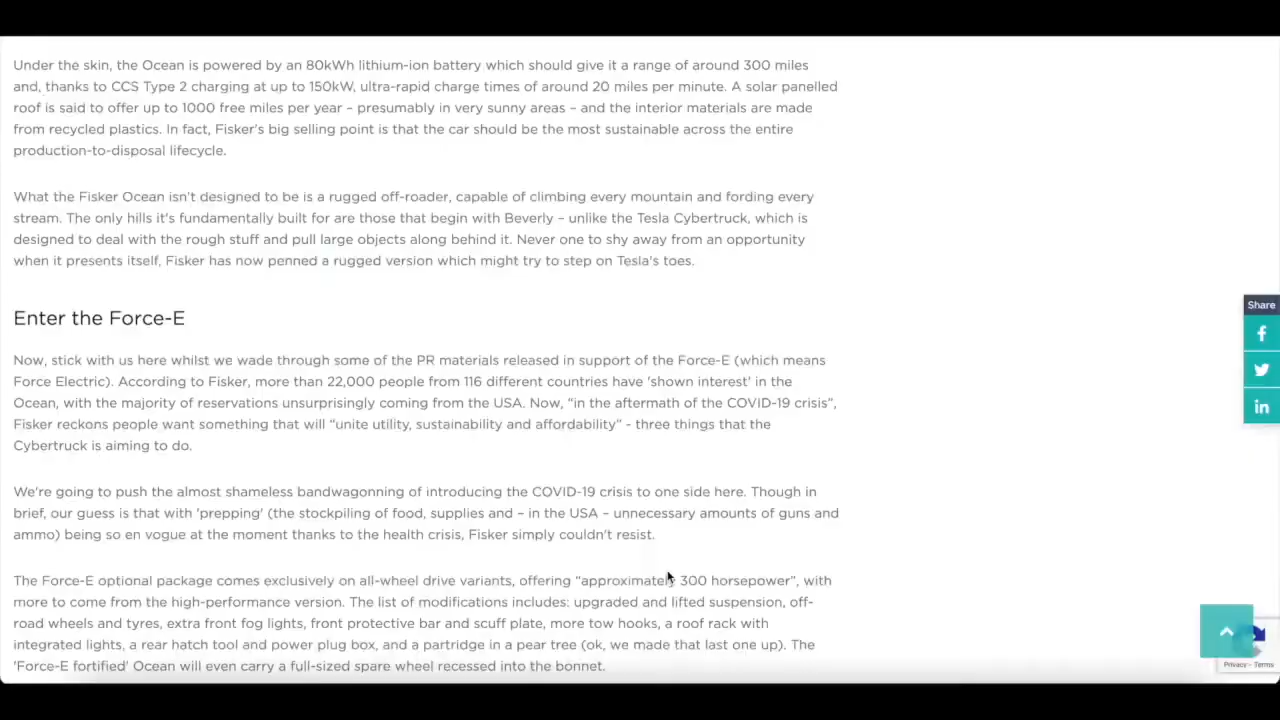 Under the skin, the Ocean is powered by an 80kWh lithium-ion battery which should give it a range of around 300 miles
and, thanks to CCS Type 2 charging at up to 150kW, ultra-rapid charge times of around 20 miles per minute. A solar panelled
roof is said to offer up to 1000 free miles per year – presumably in very sunny areas – and the interior materials are made
from recycled plastics. In fact, Fisker's big selling point is that the car should be the most sustainable across the entire
production-to-disposal lifecycle.
What the Fisker Ocean isn't designed to be is a rugged off-roader, capable of climbing every mountain and fording every
stream. The only hills it's fundamentally built for are those that begin with Beverly – unlike the Tesla Cybertruck, which is
designed to deal with the rough stuff and pull large objects along behind it. Never one to shy away from an opportunity
when it presents itself, Fisker has now penned a rugged version which might try to step on Tesla's toes.
Share
Enter the Force-E
Now, stick with us here whilst we wade through some of the PR materials released in support of the Force-E (which means
Force Electric). According to Fisker, more than 22,000 people from 116 different countries have 'shown interest' in the
Ocean, with the majority of reservations unsurprisingly coming from the USA. Now, “in the aftermath of the COVID-19 crisis”,
Fisker reckons people want something that will “unite utility, sustainability and affordability” - three things that the
Cybertruck is aiming to do.
We're going to push the almost shameless bandwagonning of introducing the COVID-19 crisis to one side here. Though in
brief, our guess is that with 'prepping' (the stockpiling of food, supplies and – in the USA – unnecessary amounts of guns and
ammo) being so en vogue at the moment thanks to the health crisis, Fisker simply couldn't resist.
The Force-E optional package comes exclusively on all-wheel drive variants, offering “approximately 300 horsepower”, with
more to come from the high-performance version. The list of modifications includes: upgraded and lifted suspension, off-
road wheels and tyres, extra front fog lights, front protective bar and scuff plate, more tow hooks, a roof rack with
integrated lights, a rear hatch tool and power plug box, and a partridge in a pear tree (ok, we made that last one up). The
'Force-E fortified' Ocean will even carry a full-sized spare wheel recessed into the bonnet.
Privacy - Terms